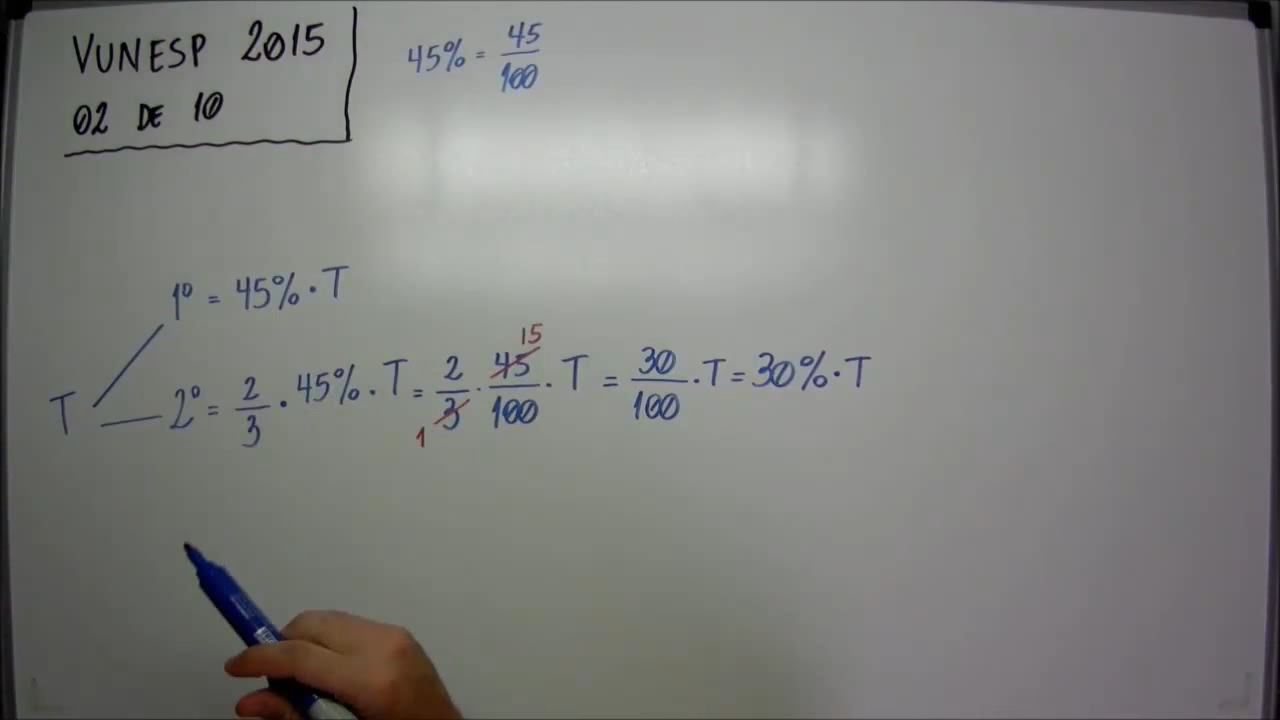 VUNESP 2015
02 DE 10
45% = 45/100
1º = 45% · T
T
2º = 2/3 · 45% · T = 2/3 · 45/100 · T = 30/100 · T = 30% · T
15
1